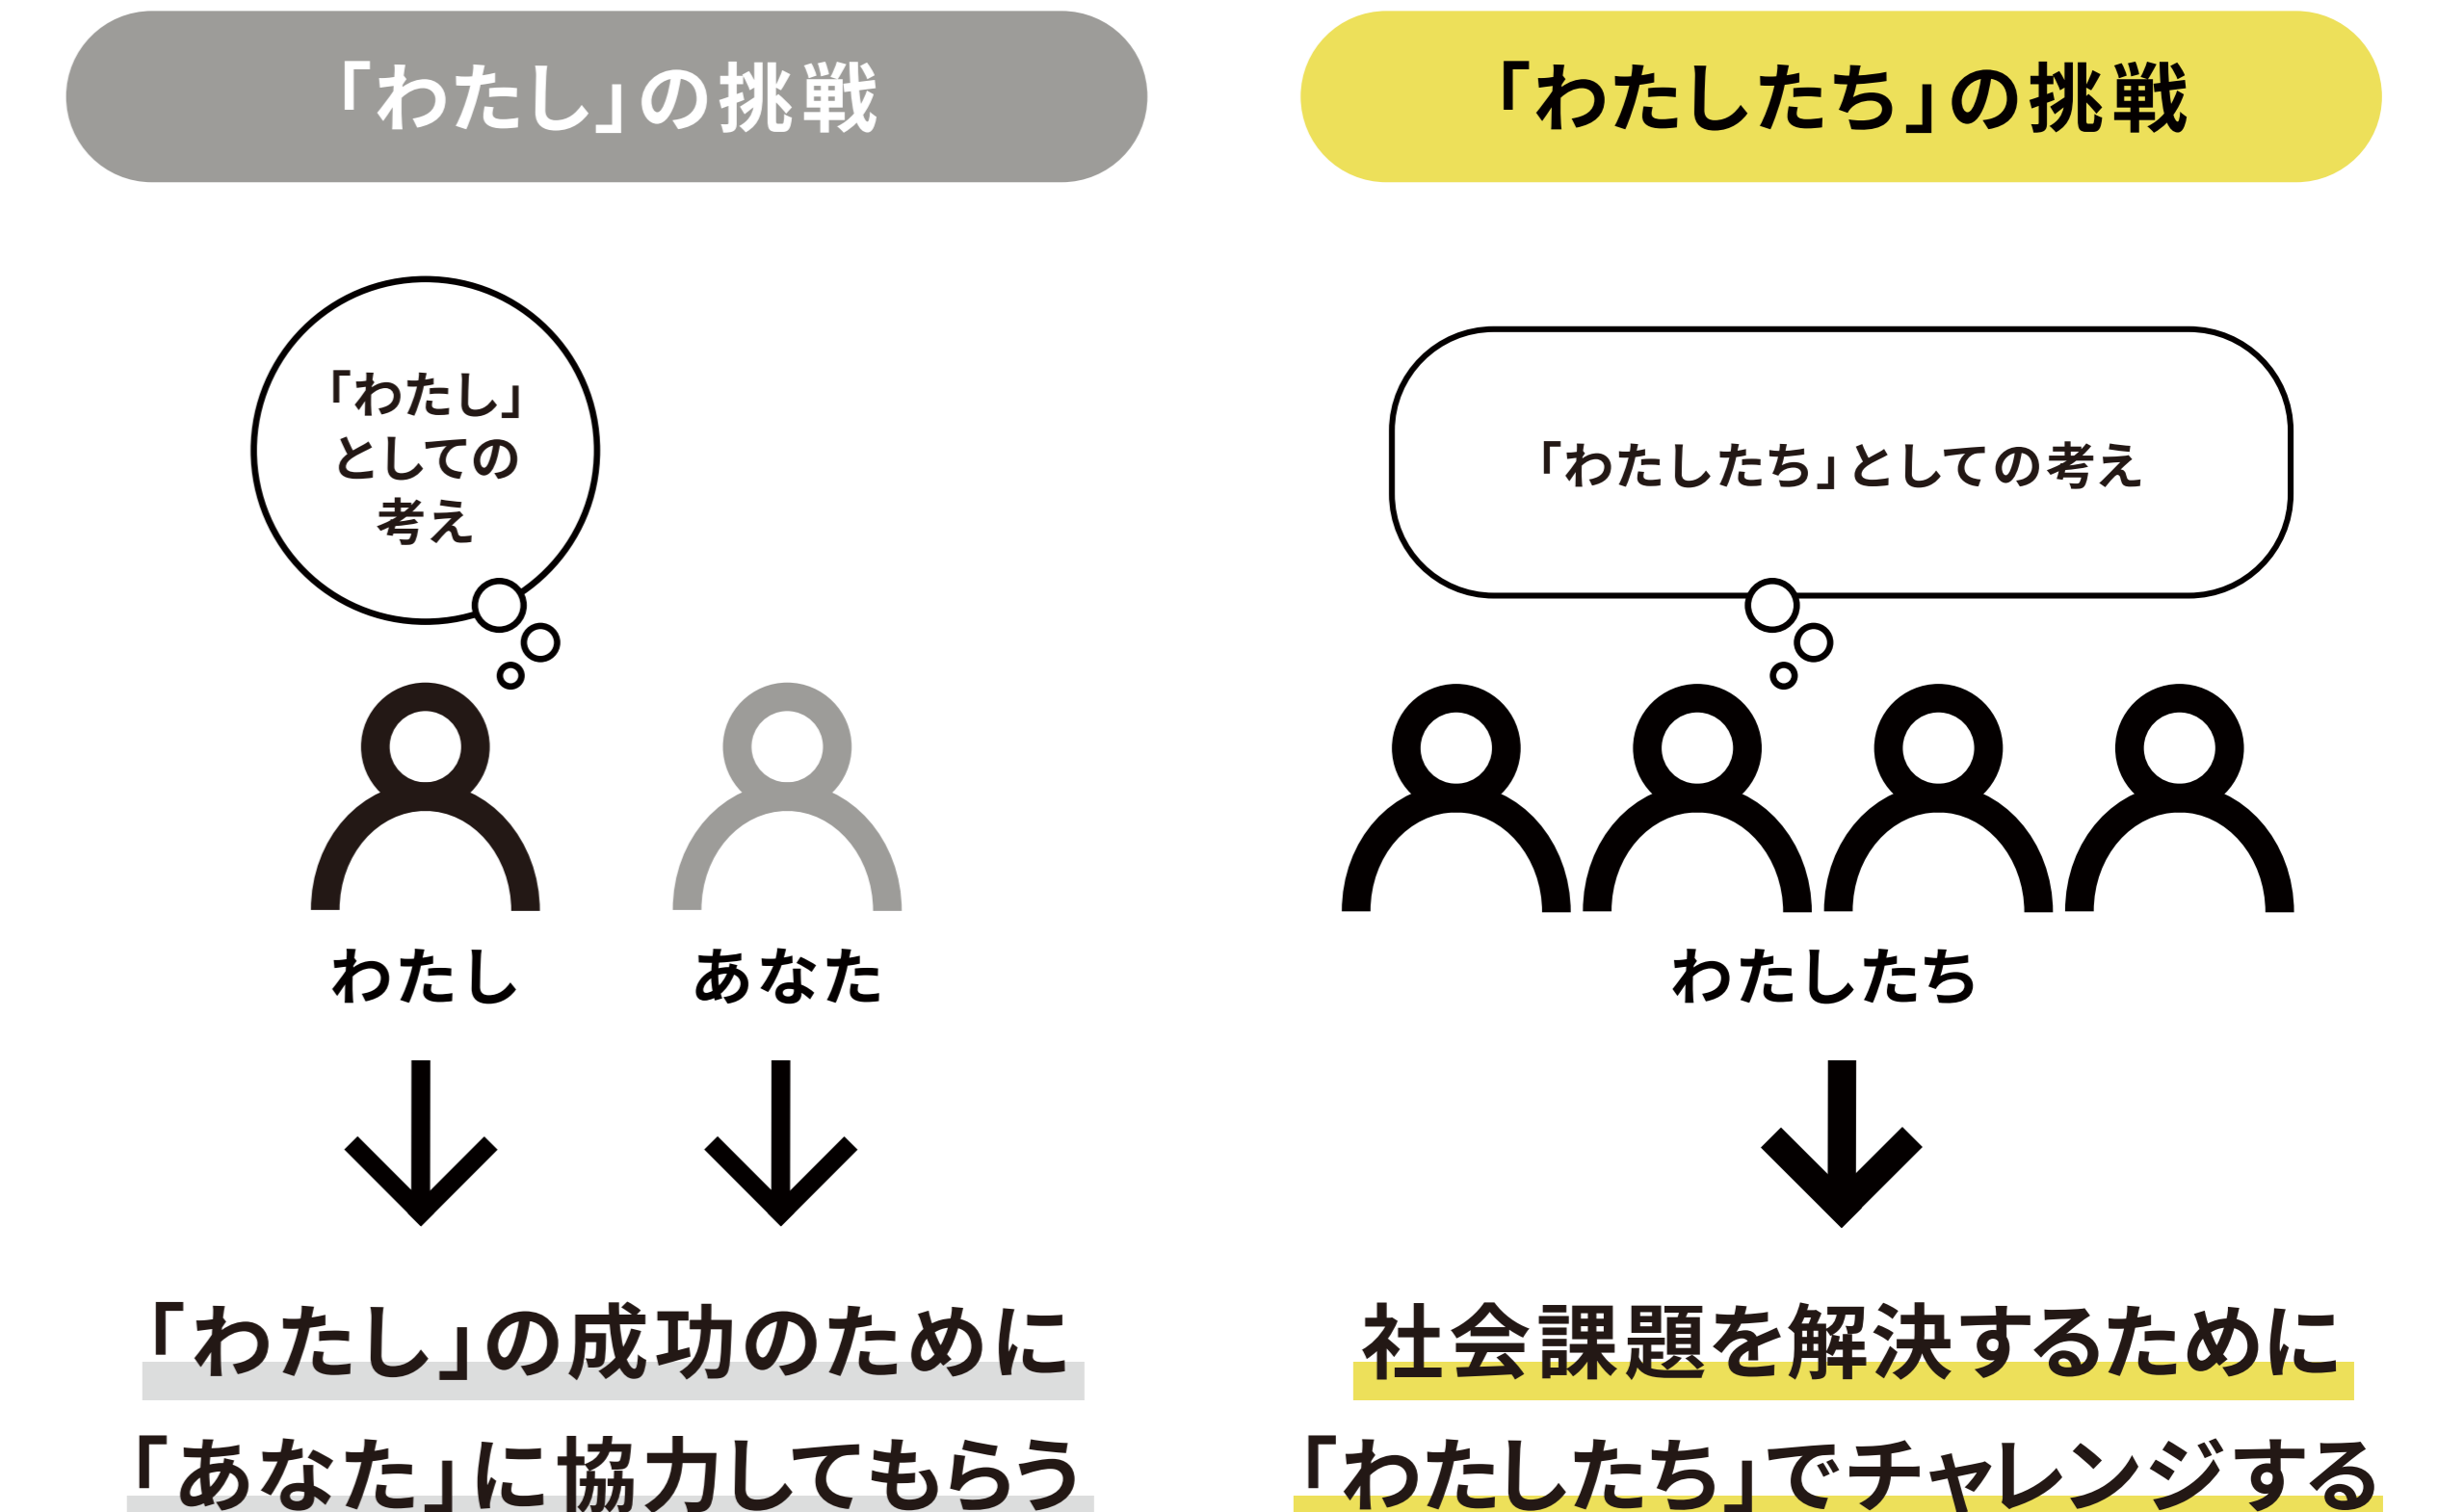 「わたし」の挑戦
「わたし」
としての
考え
わたし
あなた
「わたし」の成功のために
「あなた」に協力してもらう
「わたしたち」の挑戦
「わたしたち」としての考え
わたしたち
社会課題を解決するために
「わたしたち」でチャレンジする